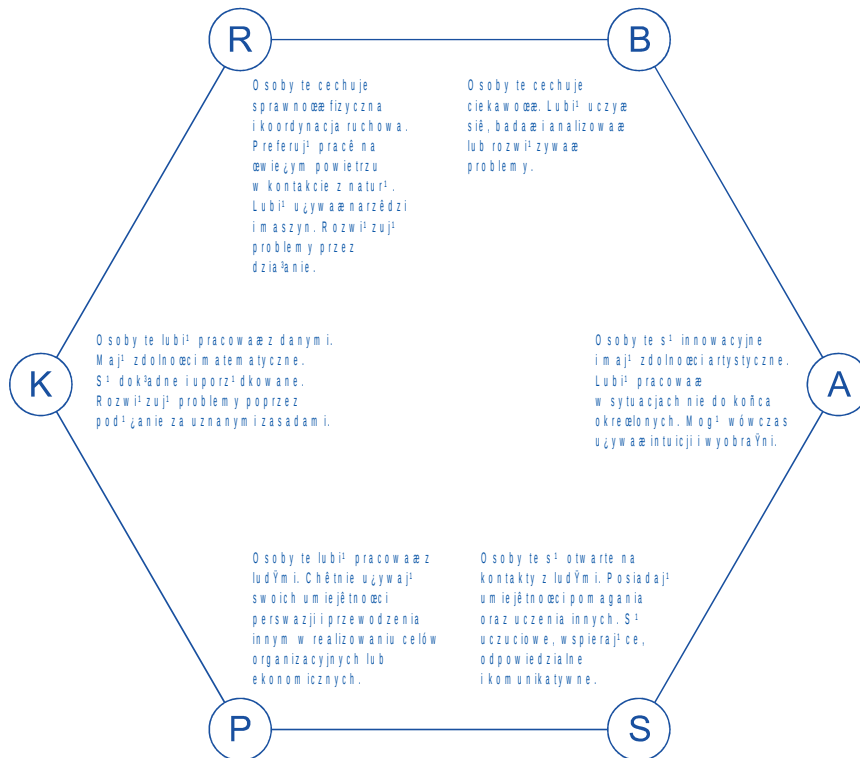 R
B
Osoby te cechuje
sprawnoœæ fizyczna
i koordynacja ruchowa.
Preferuj¹ pracê na
œwie¿ym powietrzu
w kontakcie z natur¹.
Lubi¹ u¿ywaæ narzêdzi
i maszyn. Rozwi¹zuj¹
problemy przez
dzia³anie.
Osoby te cechuje
ciekawoœæ. Lubi¹ uczyæ
siê, badaæ i analizowaæ
lub rozwi¹zywaæ
problemy.
K
Osoby te lubi¹ pracowaæ z danymi.
Maj¹ zdolnoœci matematyczne.
S¹ dok³adne i uporz¹dkowane.
Rozwi¹zuj¹ problemy poprzez
pod¹¿anie za uznanymi zasadami.
Osoby te s¹ innowacyjne
i maj¹ zdolnoœci artystyczne.
Lubi¹ pracowaæ
w sytuacjach nie do koñca
okreœlonych. Mog¹ wówczas
u¿ywaæ intuicji i wyobraŸni.
A
Osoby te lubi¹ pracowaæ z
ludŸmi. Chêtnie u¿ywaj¹
swoich umiejêtnoœci
perswazji i przewodzenia
innym w realizowaniu celów
organizacyjnych lub
ekonomicznych.
Osoby te s¹ otwarte na
kontakty z ludŸmi. Posiadaj¹
umiejêtnoœci pomagania
oraz uczenia innych. S¹
uczuciowe, wspieraj¹ce,
odpowiedzialne
i komunikatywne.
P
S